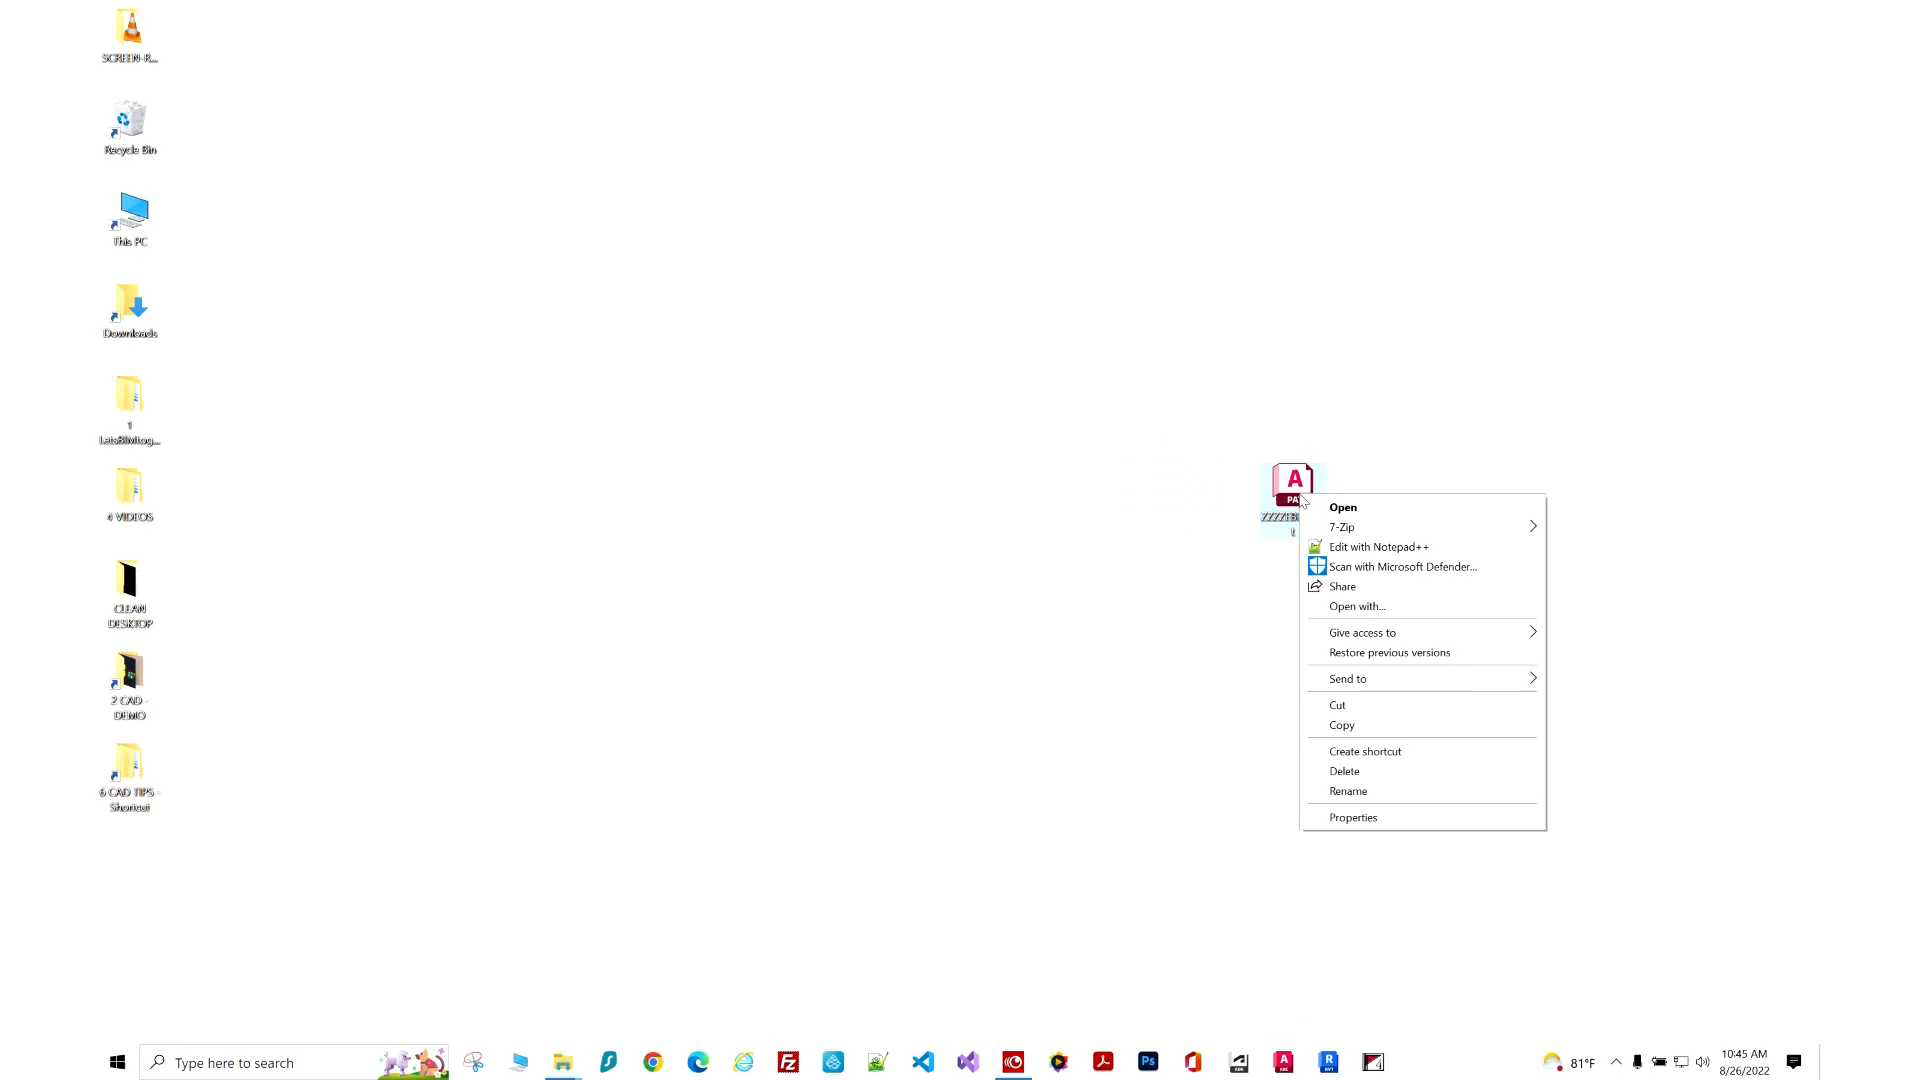 SCREEN-R...
Recycle Bin
This PC
Downloads
1
LetsBIMtog...
4 VIDEOS
CLEAN
DESKTOP
2 CAD -
DEMO
6 CAD TIPS -
Shortcut
A
t
Open
7-Zip
Edit with Notepad++
Scan with Microsoft Defender...
Share
Open with...
Give access to
Restore previous versions
Send to
Cut
Copy
Create shortcut
Delete
Rename
Properties
Type here to search
Fz
Ps
A
R
81°F
10:45 AM
8/26/2022